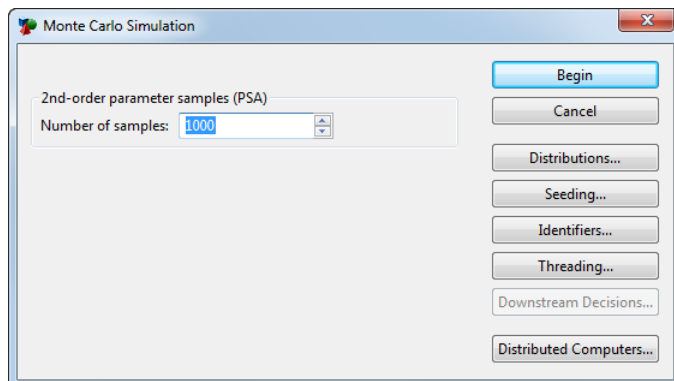 Monte Carlo Simulation
2nd-order parameter samples (PSA)
Number of samples: 1000
Begin
Cancel
Distributions...
Seeding...
Identifiers...
Threading...
Downstream Decisions...
Distributed Computers...